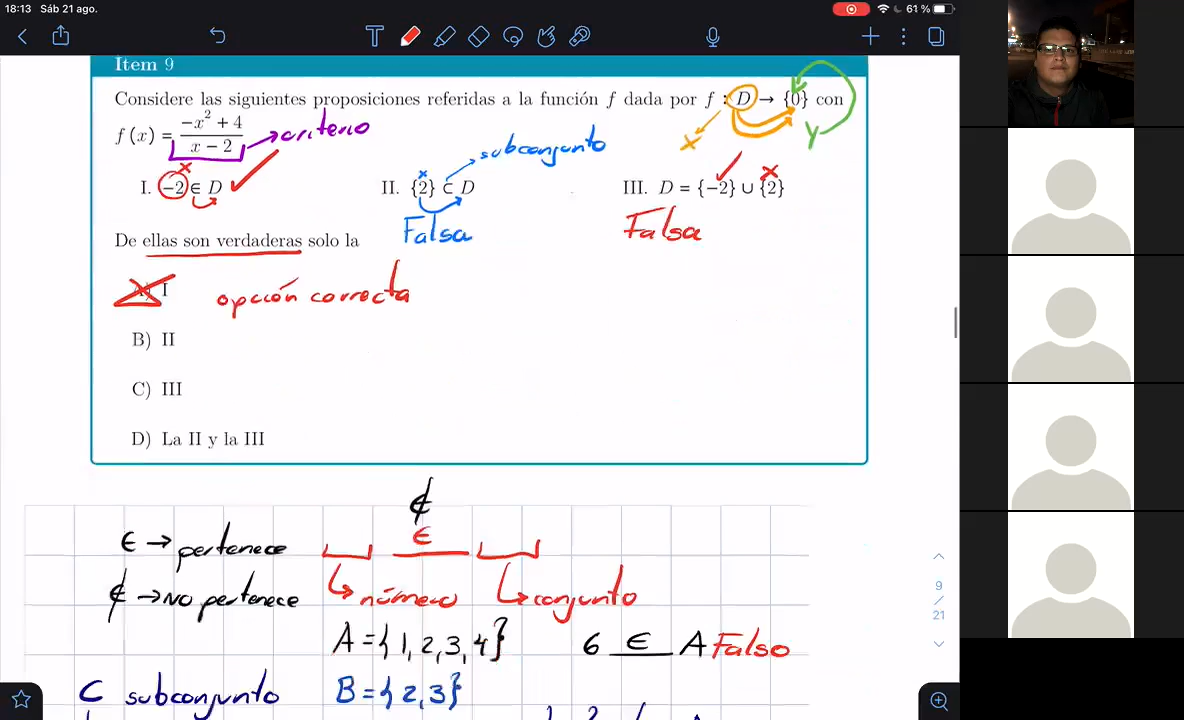 18:13 Sáb 21 ago. 61 %
Ítem 9
Considere las siguientes proposiciones referidas a la función f dada por f : D → {0} con
f (x) = (-x² + 4)/(x − 2) → criterio
x
y
subconjunto
I. −2 ∈ D
II. {2} ⊂ D
III. D = {−2} ∪ {2}
Falsa
Falsa
De ellas son verdaderas solo la
A) I opción correcta
B) II
C) III
D) La II y la III
∉
∈ → pertenece ∈
∉ → No pertenece número conjunto
A = {1, 2, 3, 4} 6 ∈ A Falso
⊂ subconjunto B = {2, 3}
9
/
21